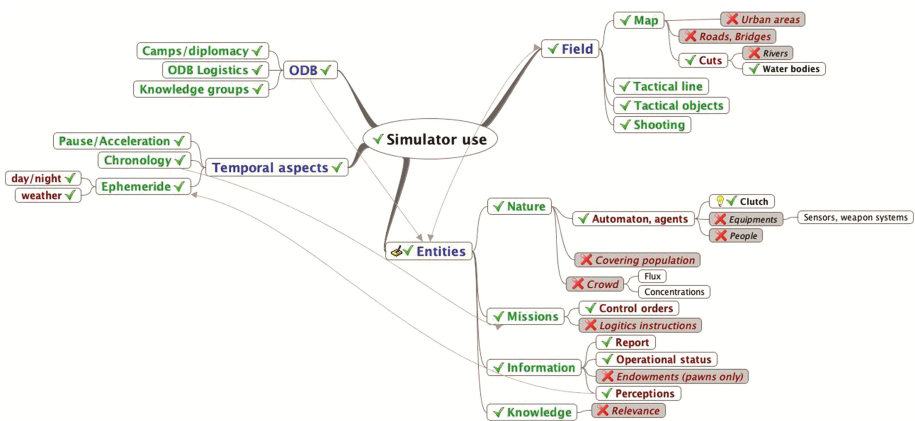 Simulator use
ODB
Camps/diplomacy
ODB Logistics
Knowledge groups
Temporal aspects
Pause/Acceleration
Chronology
Ephemeride
day/night
weather
Field
Map
Urban areas
Roads, Bridges
Cuts
Rivers
Water bodies
Tactical line
Tactical objects
Shooting
Entities
Nature
Automaton, agents
Clutch
Equipments
Sensors, weapon systems
People
Covering population
Crowd
Flux
Concentrations
Missions
Control orders
Logitics instructions
Information
Report
Operational status
Endowments (pawns only)
Perceptions
Knowledge
Relevance